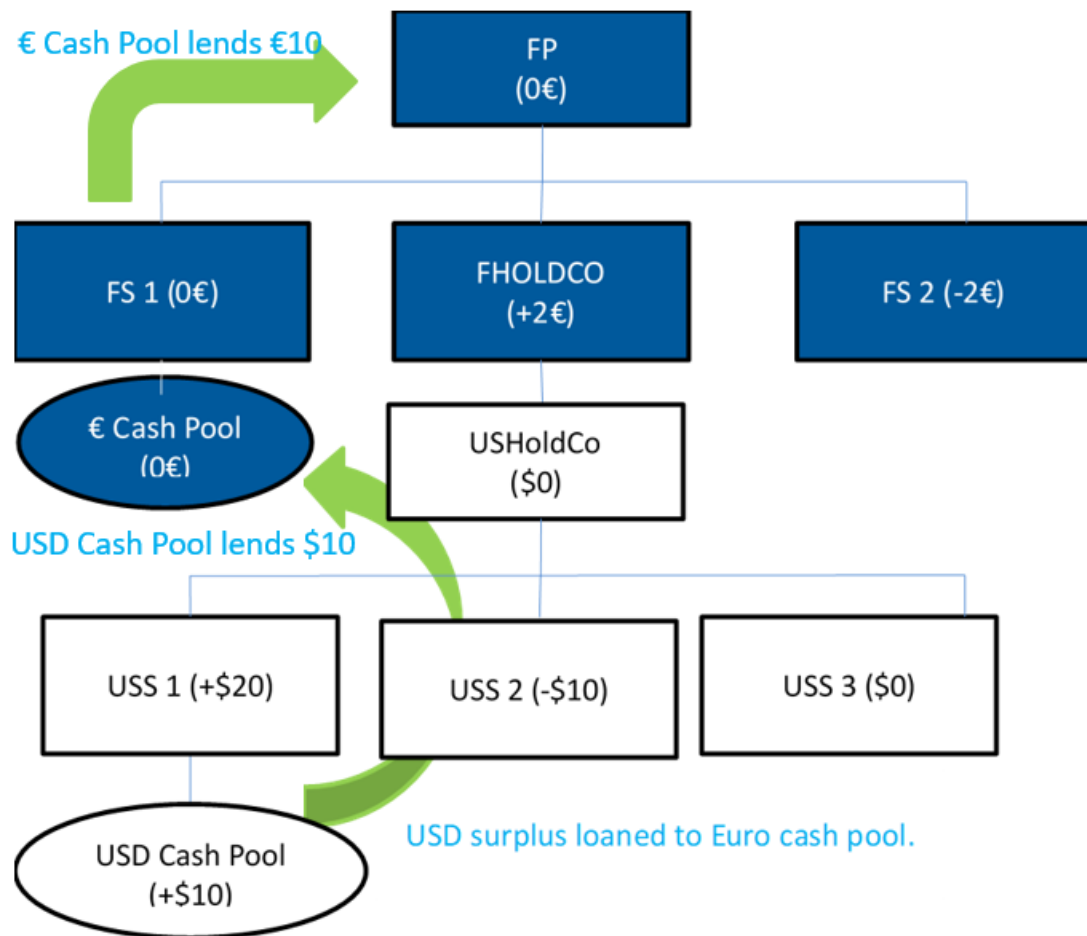 € Cash Pool lends €10
FP
(0€)
FS 1 (0€)
FHOLDCO
(+2€)
FS 2 (-2€)
€ Cash Pool
(0€)
USHoldCo
($0)
USD Cash Pool lends $10
USS 1 (+$20)
USS 2 (-$10)
USS 3 ($0)
USD surplus loaned to Euro cash pool.
USD Cash Pool
(+$10)